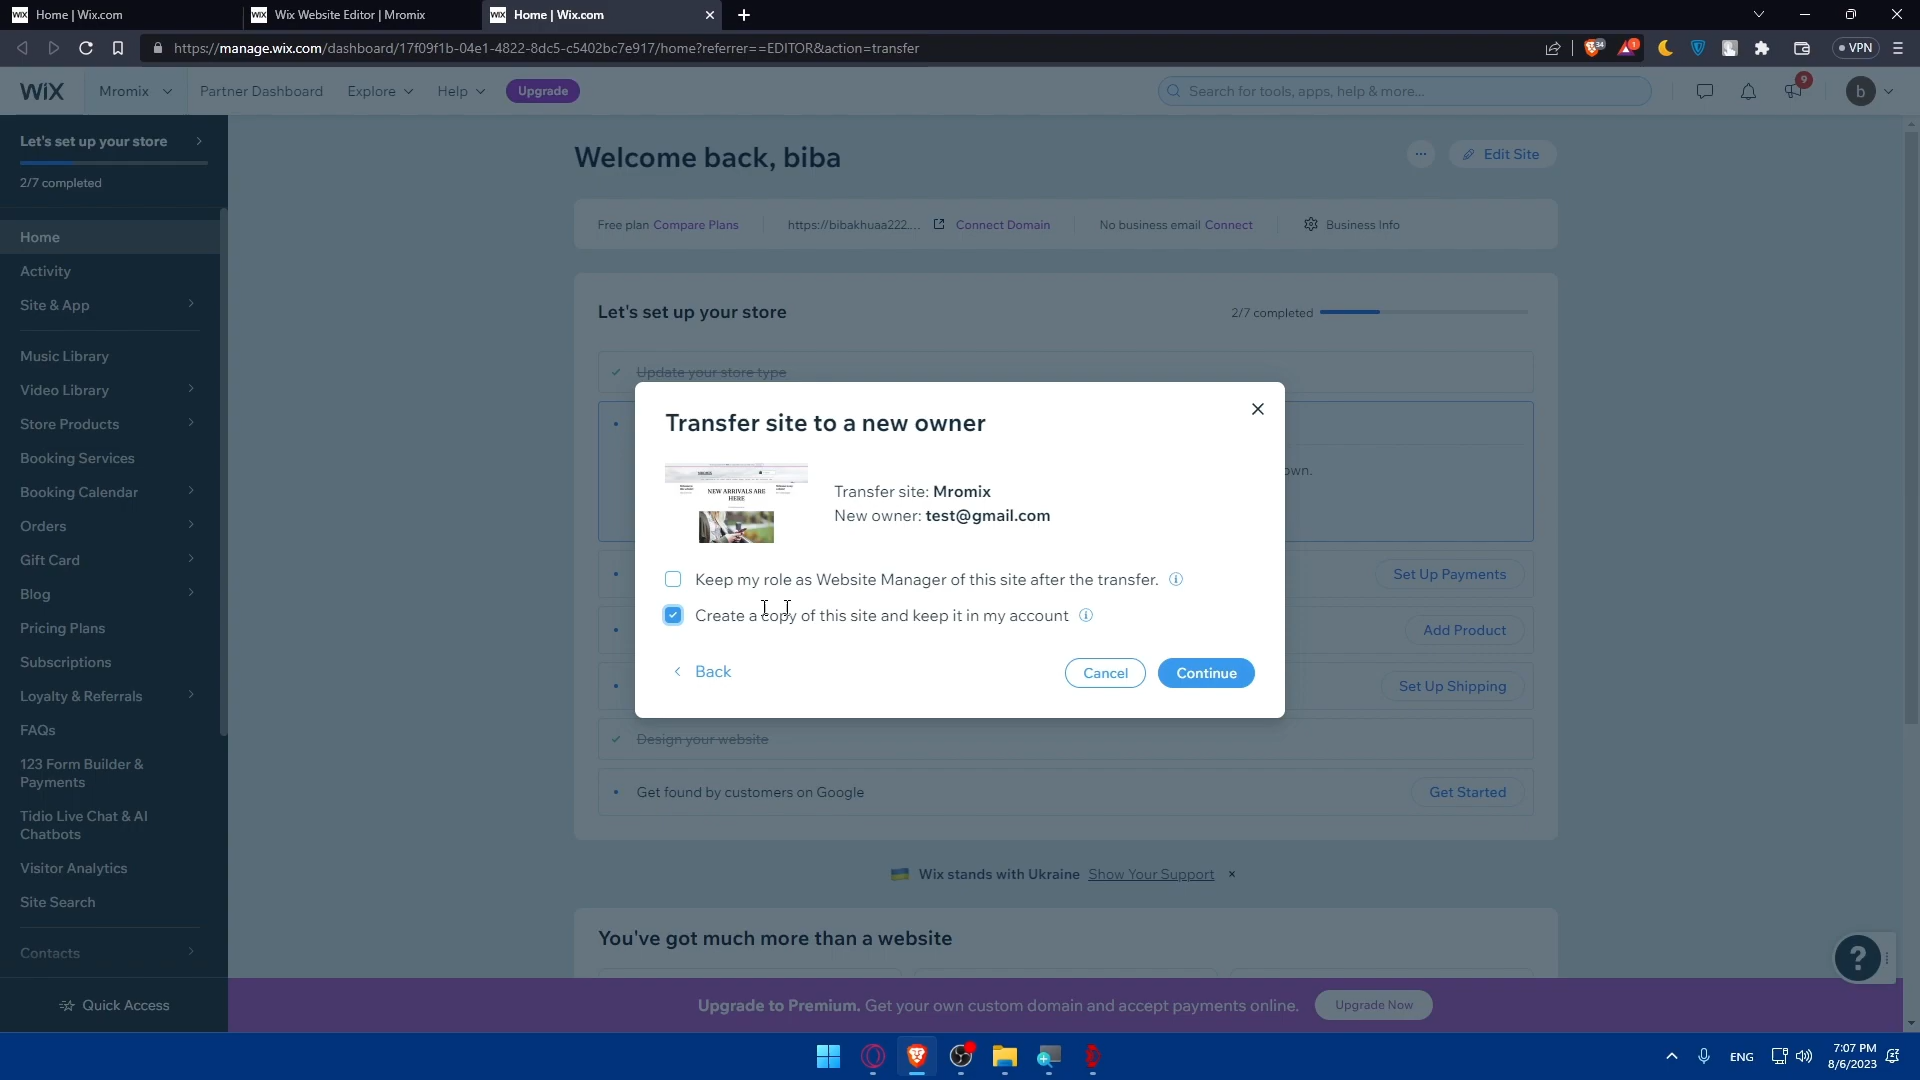 WIX Home | Wix.com
WIX Wix Website Editor | Mromix
WIX Home | Wix.com
https://manage.wix.com/dashboard/17f09f1b-04e1-4822-8dc5-c5402bc7e917/home?referrer==EDITOR&action=transfer
34
1
VPN
WIX
Mromix
Partner Dashboard
Explore
Help
Upgrade
Search for tools, apps, help & more...
9
b
Let's set up your store
2/7 completed
Home
Activity
Site & App
Music Library
Video Library
Store Products
Booking Services
Booking Calendar
Orders
Gift Card
Blog
Pricing Plans
Subscriptions
Loyalty & Referrals
FAQs
123 Form Builder &
Payments
Tidio Live Chat & AI
Chatbots
Visitor Analytics
Site Search
Contacts
Quick Access
Welcome back, biba
Edit Site
Free plan Compare Plans
https://bibakhuaa222....
Connect Domain
No business email Connect
Business Info
Let's set up your store
2/7 completed
Update your store type
own.
Transfer site to a new owner
NEW ARRIVALS ARE
HERE
Transfer site: Mromix
New owner: test@gmail.com
Keep my role as Website Manager of this site after the transfer.
Create a copy of this site and keep it in my account
Back
Cancel
Continue
Set Up Payments
Add Product
Set Up Shipping
Design your website
Get found by customers on Google
Get Started
Wix stands with Ukraine Show Your Support
You've got much more than a website
Upgrade to Premium. Get your own custom domain and accept payments online.
Upgrade Now
?
ENG
7:07 PM
8/6/2023